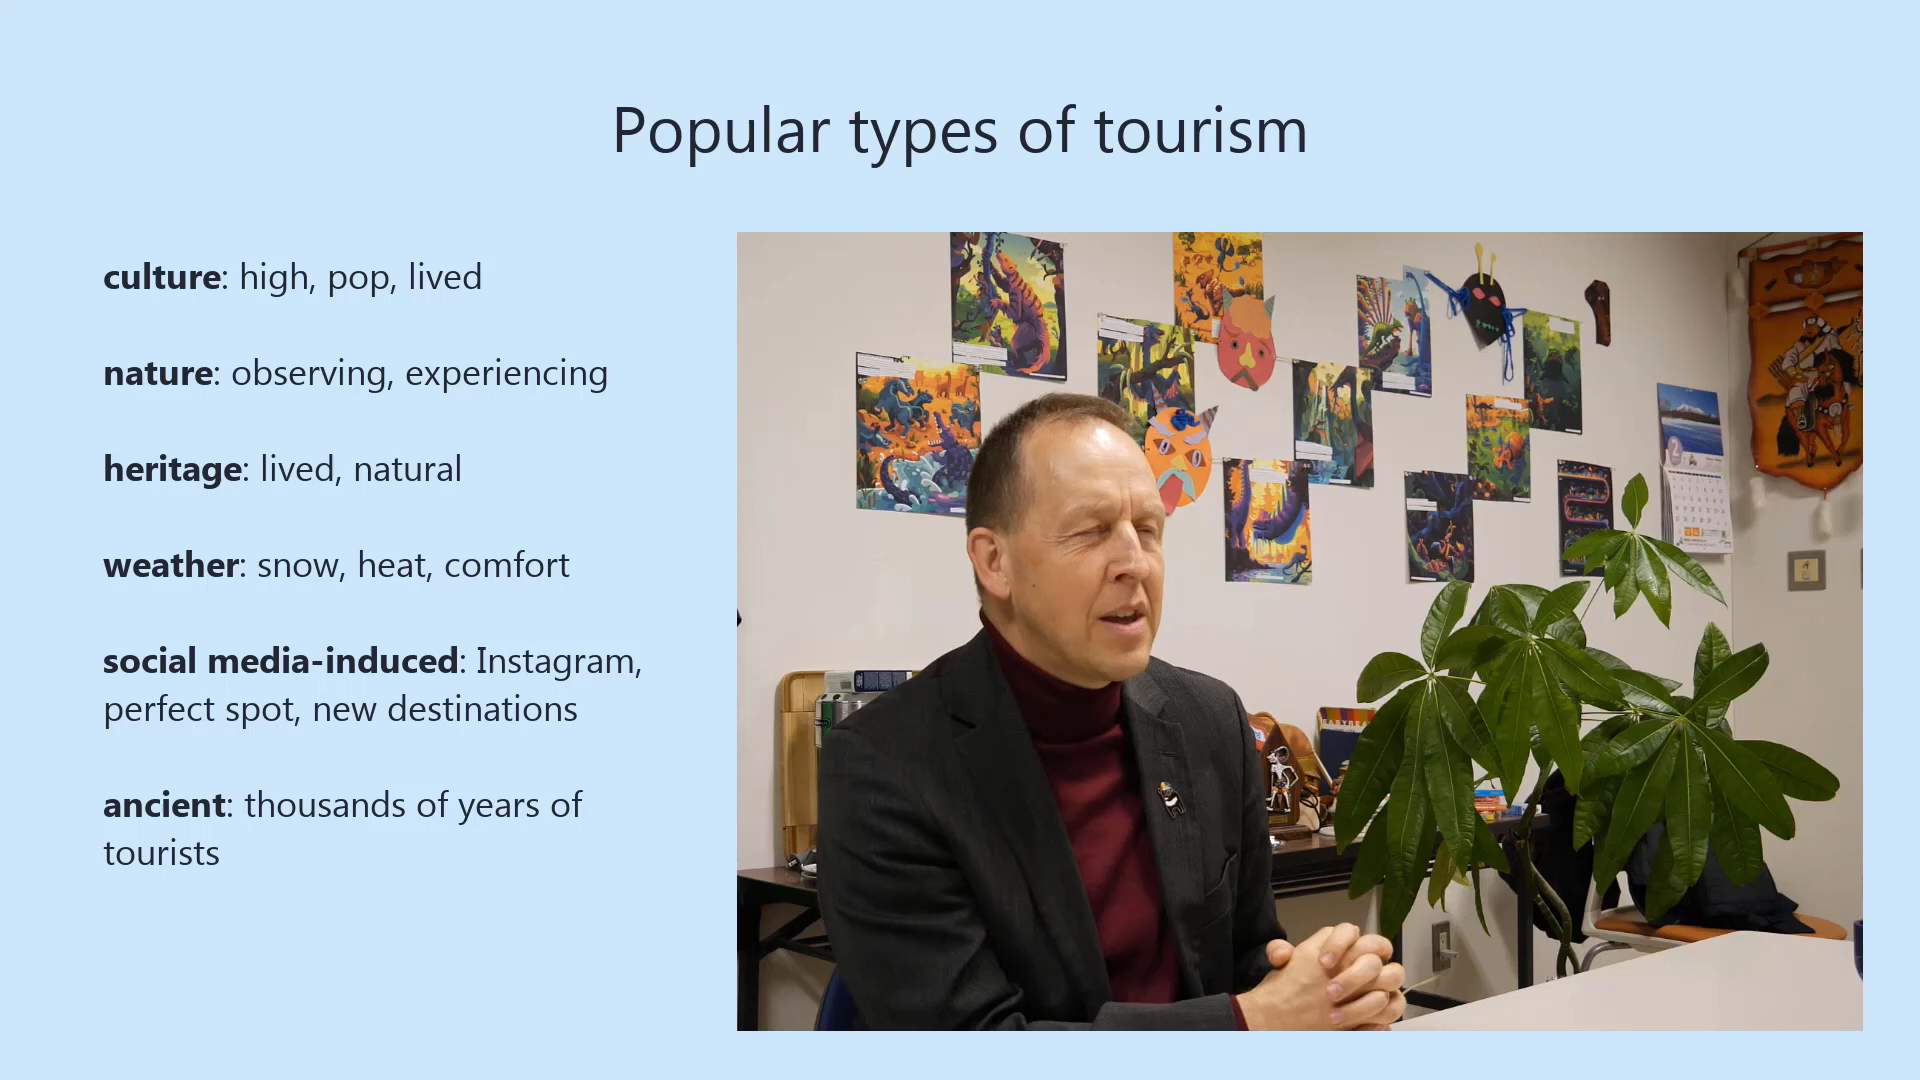 Popular types of tourism
culture: high, pop, lived
nature: observing, experiencing
heritage: lived, natural
weather: snow, heat, comfort
social media-induced: Instagram,
perfect spot, new destinations
ancient: thousands of years of
tourists
2